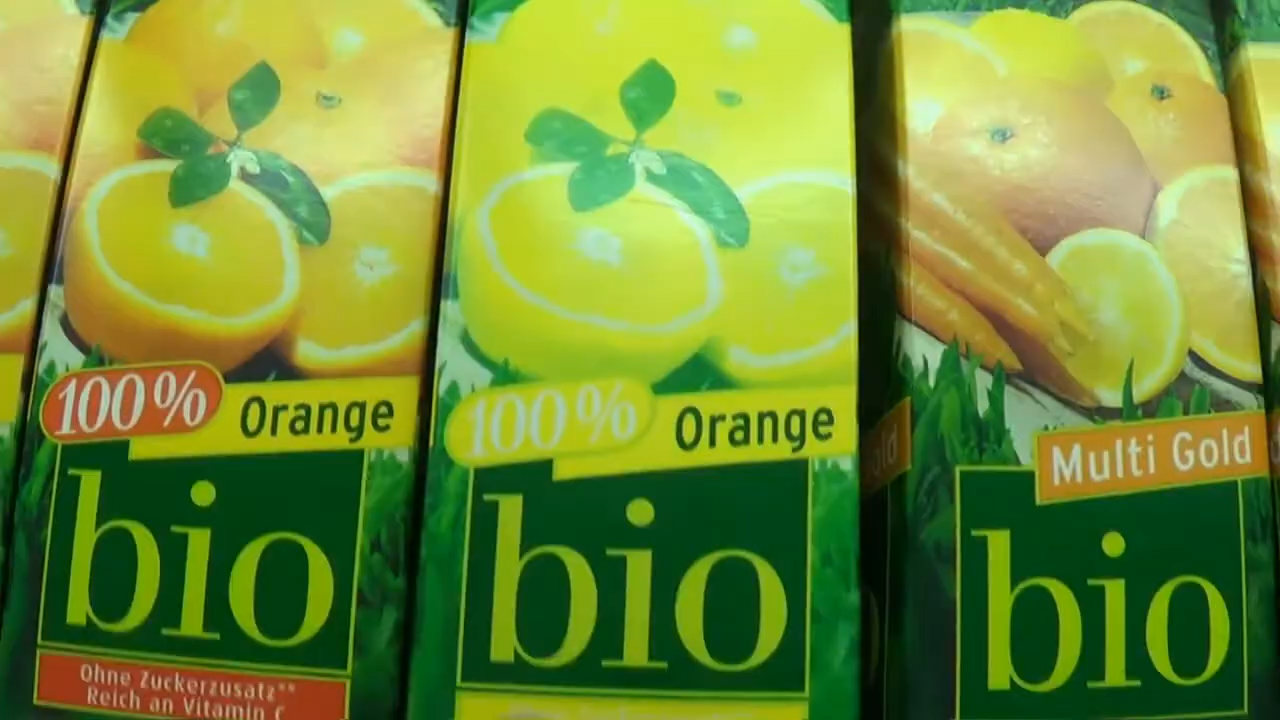 100% Orange
bio
Ohne Zuckerzusatz**
Reich an Vitamin C
100% Orange
bio
Multi Gold
bio